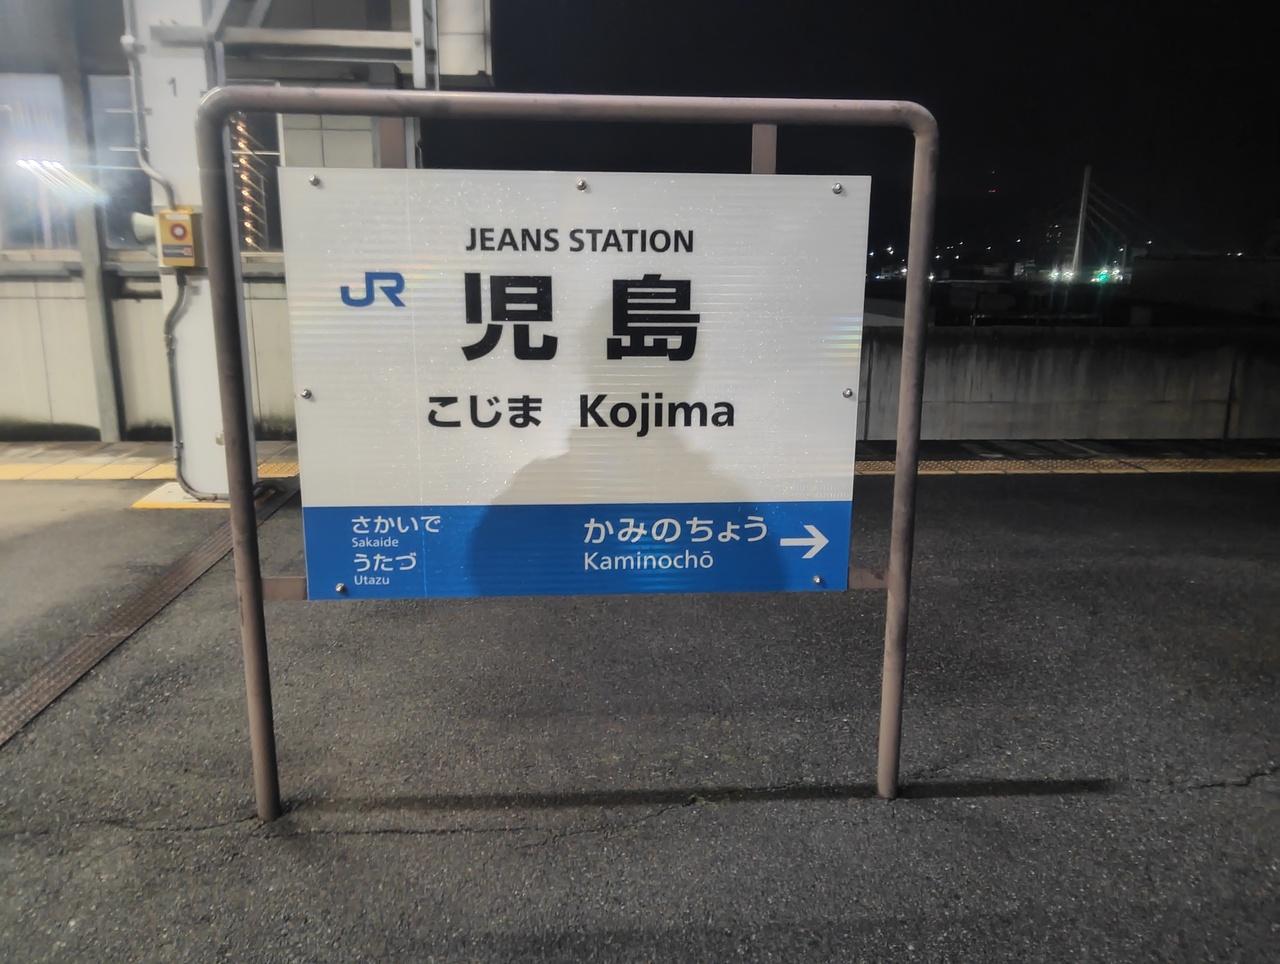 1
JEANS STATION
JR
児島
こじま Kojima
さかいで
Sakaide
うたづ
Utazu
かみのちょう
Kaminochō